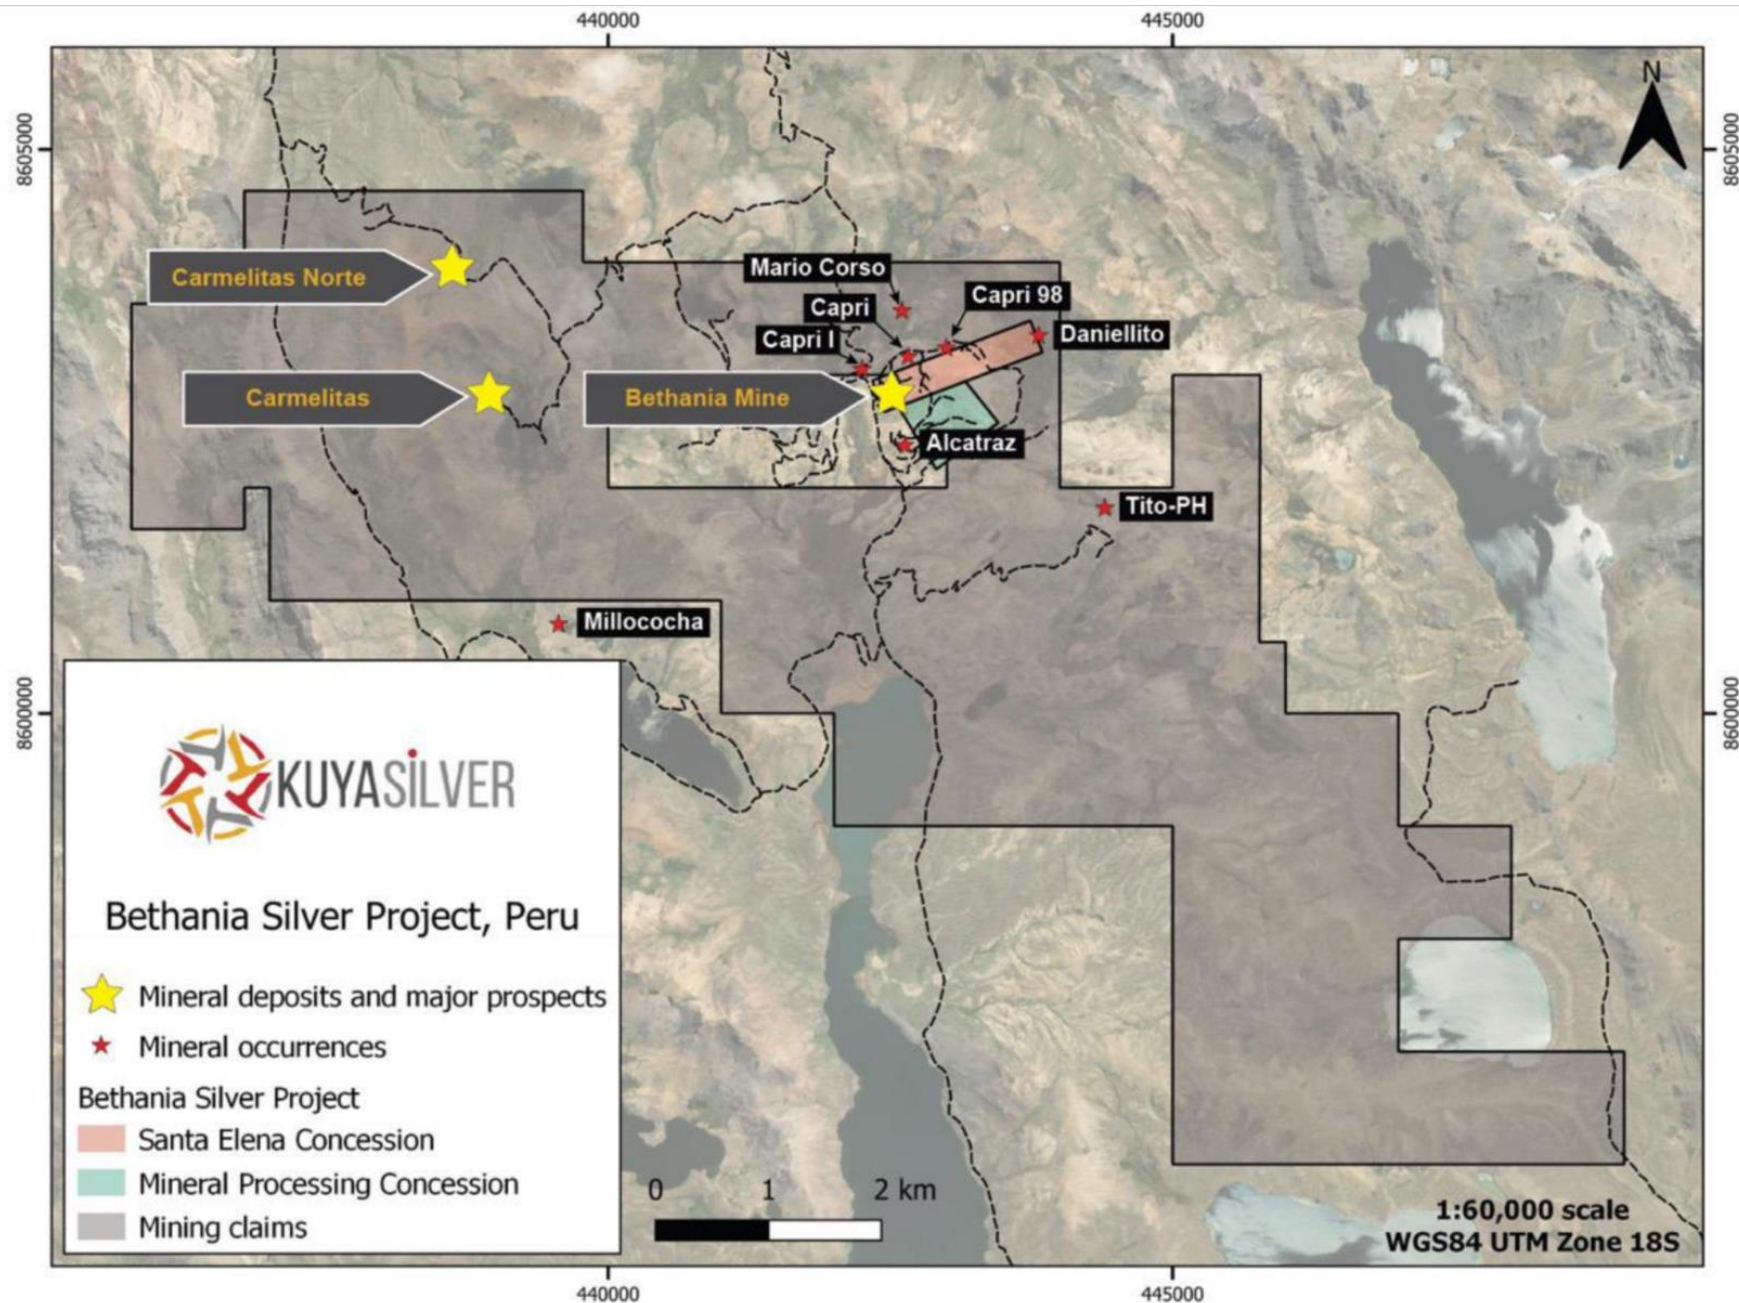 440000
445000
N
8605000
8605000
Mario Corso
Carmelitas Norte
Capri 98
Capri
Daniellito
Capri I
Carmelitas
Bethania Mine
Alcatraz
Tito-PH
Millococha
8600000
8600000
KUYASiLVER
Bethania Silver Project, Peru
Mineral deposits and major prospects
Mineral occurrences
Bethania Silver Project
Santa Elena Concession
Mineral Processing Concession
Mining claims
0 1 2 km
1:60,000 scale
WGS84 UTM Zone 18S
440000
445000